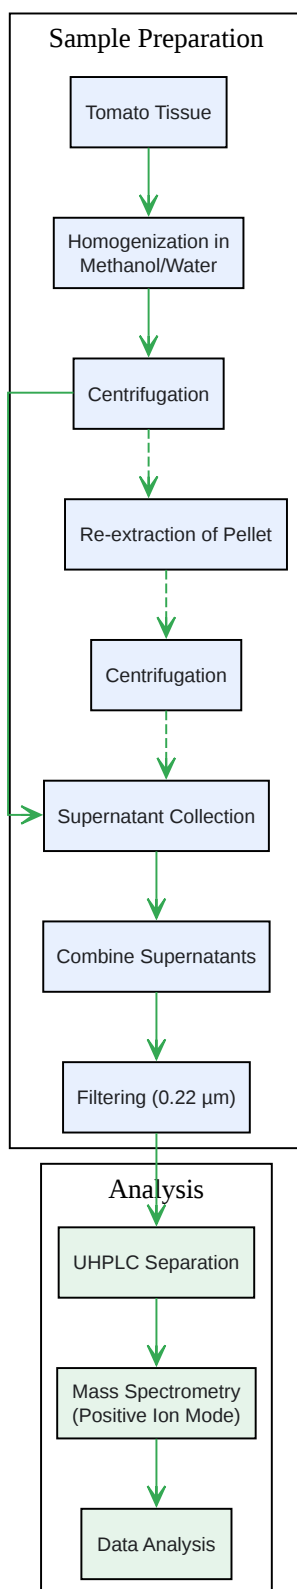 Sample Preparation
Tomato Tissue
Homogenization in
Methanol/Water
Centrifugation
Re-extraction of Pellet
Centrifugation
Supernatant Collection
Combine Supernatants
Filtering (0.22 µm)
Analysis
UHPLC Separation
Mass Spectrometry
(Positive Ion Mode)
Data Analysis